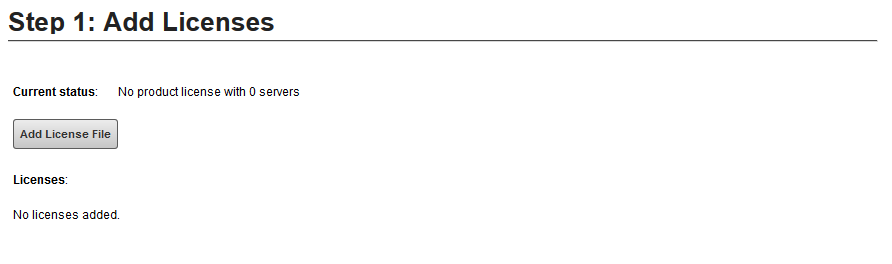 Step 1: Add Licenses
Current status: No product license with 0 servers
Add License File
Licenses:
No licenses added.